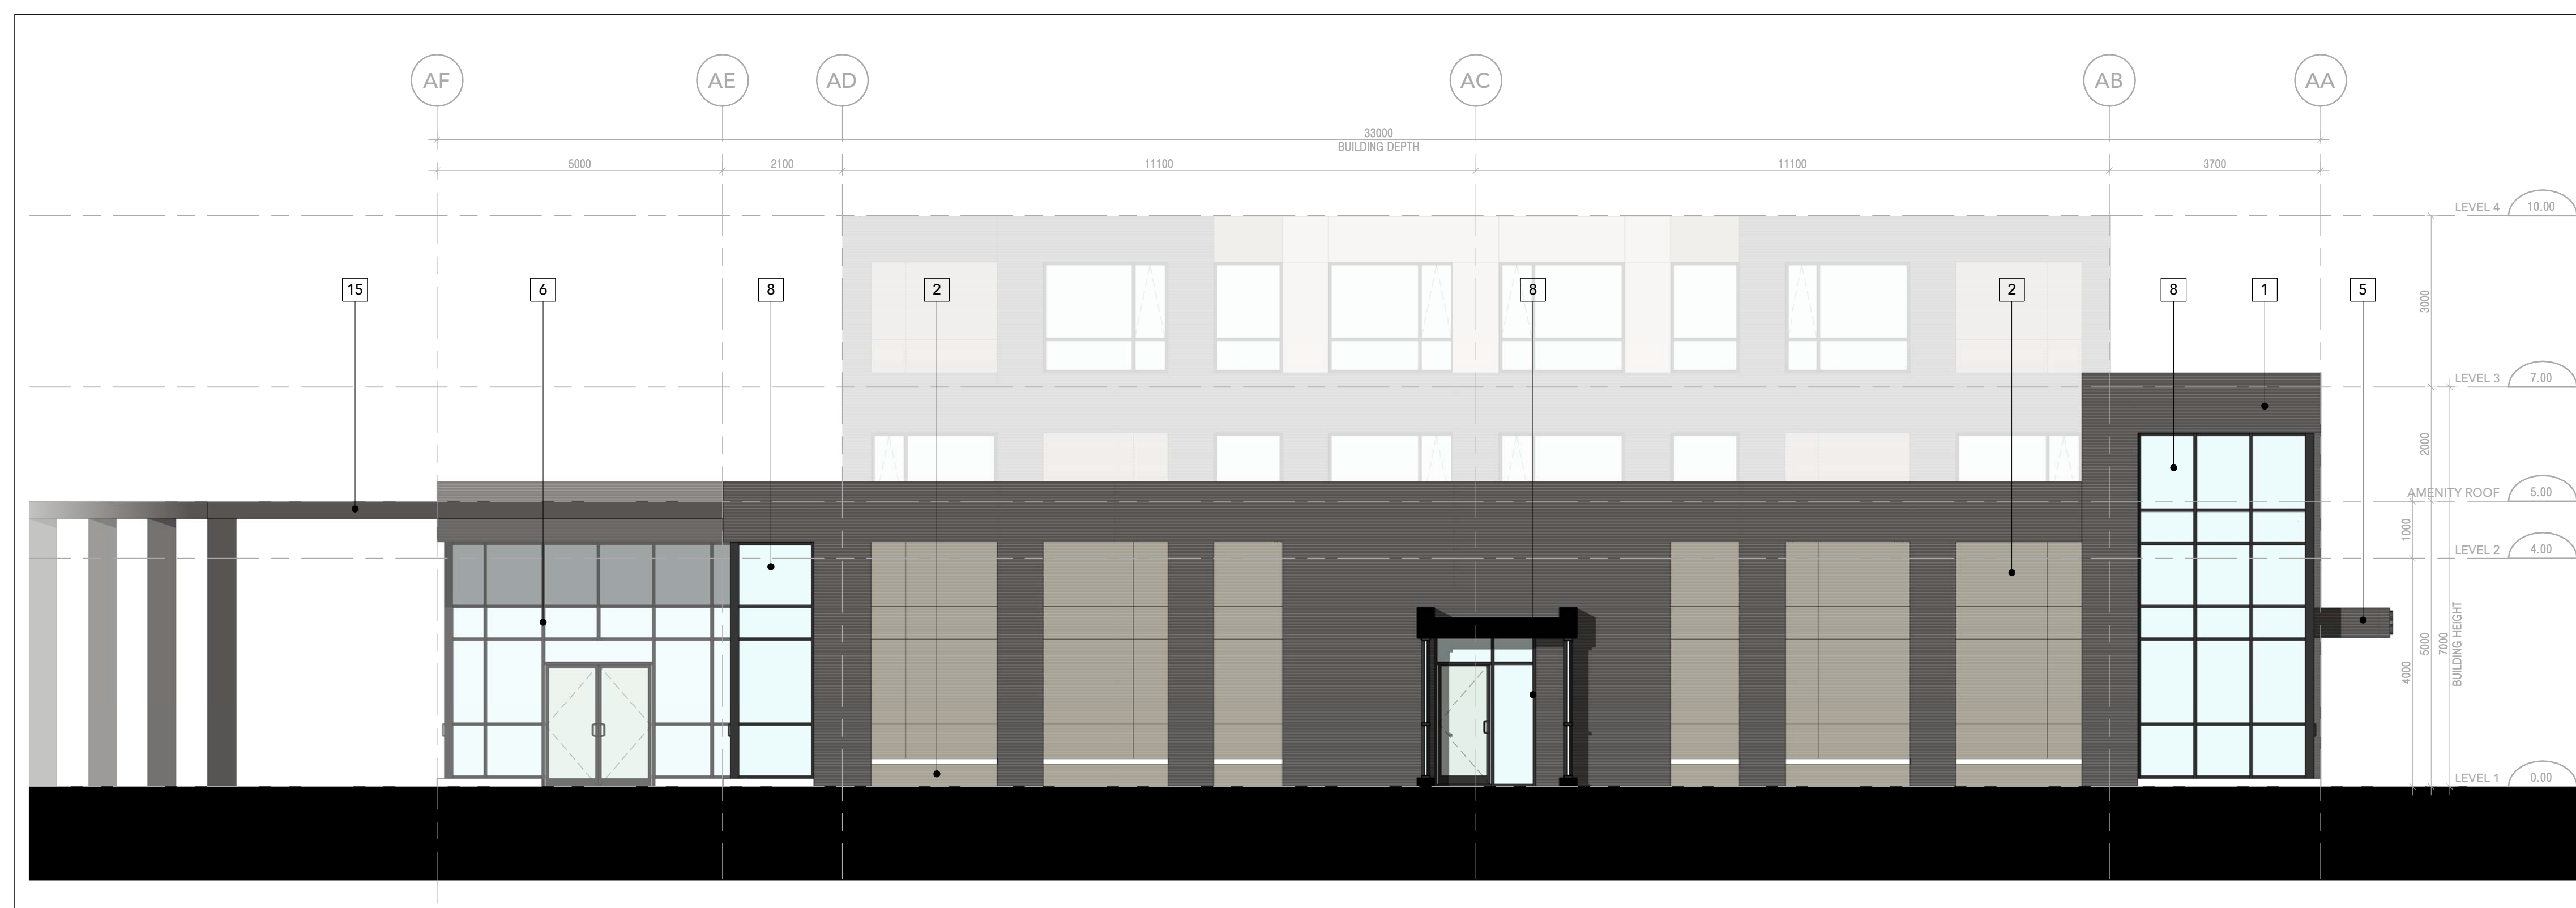 AF AE AD AC AB AA
33000
BUILDING DEPTH
5000 2100 11100 11100 3700
LEVEL 4 10.00
15 6 8 2 8 2 8 1 5
3000
LEVEL 3 7.00
2000
AMENITY ROOF 5.00
1000
LEVEL 2 4.00
4000
5000
7000
BUILDING HEIGHT
LEVEL 1 0.00